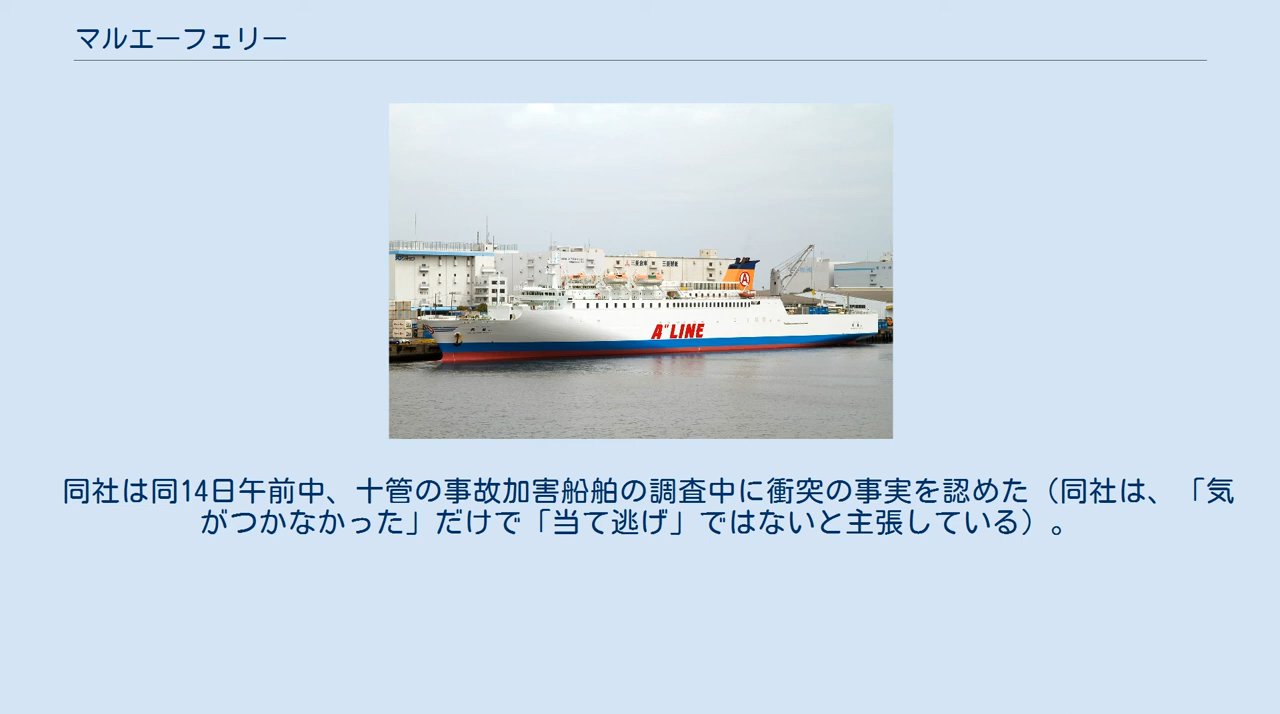 マルエーフェリー
A"LINE
同社は同14日午前中、十管の事故加害船舶の調査中に衝突の事実を認めた（同社は、「気
がつかなかった」だけで「当て逃げ」ではないと主張している）。